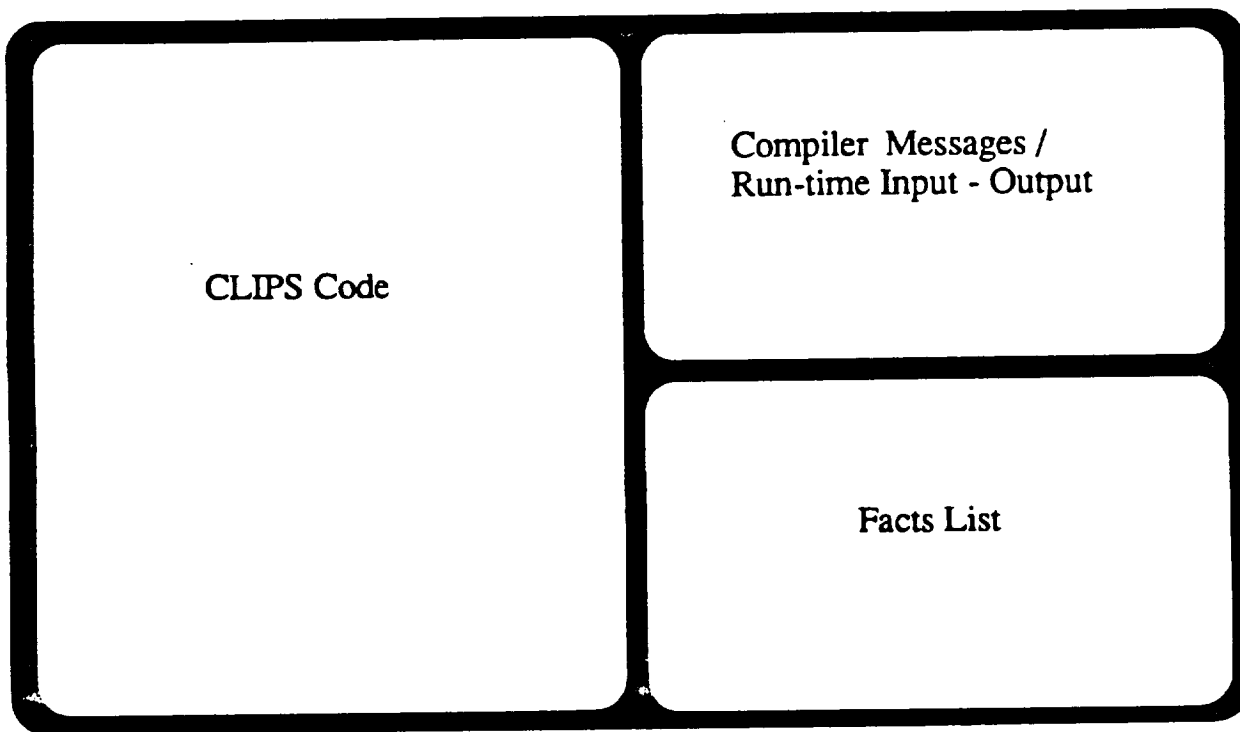 CLIPS Code
Compiler Messages /
Run-time Input - Output
Facts List